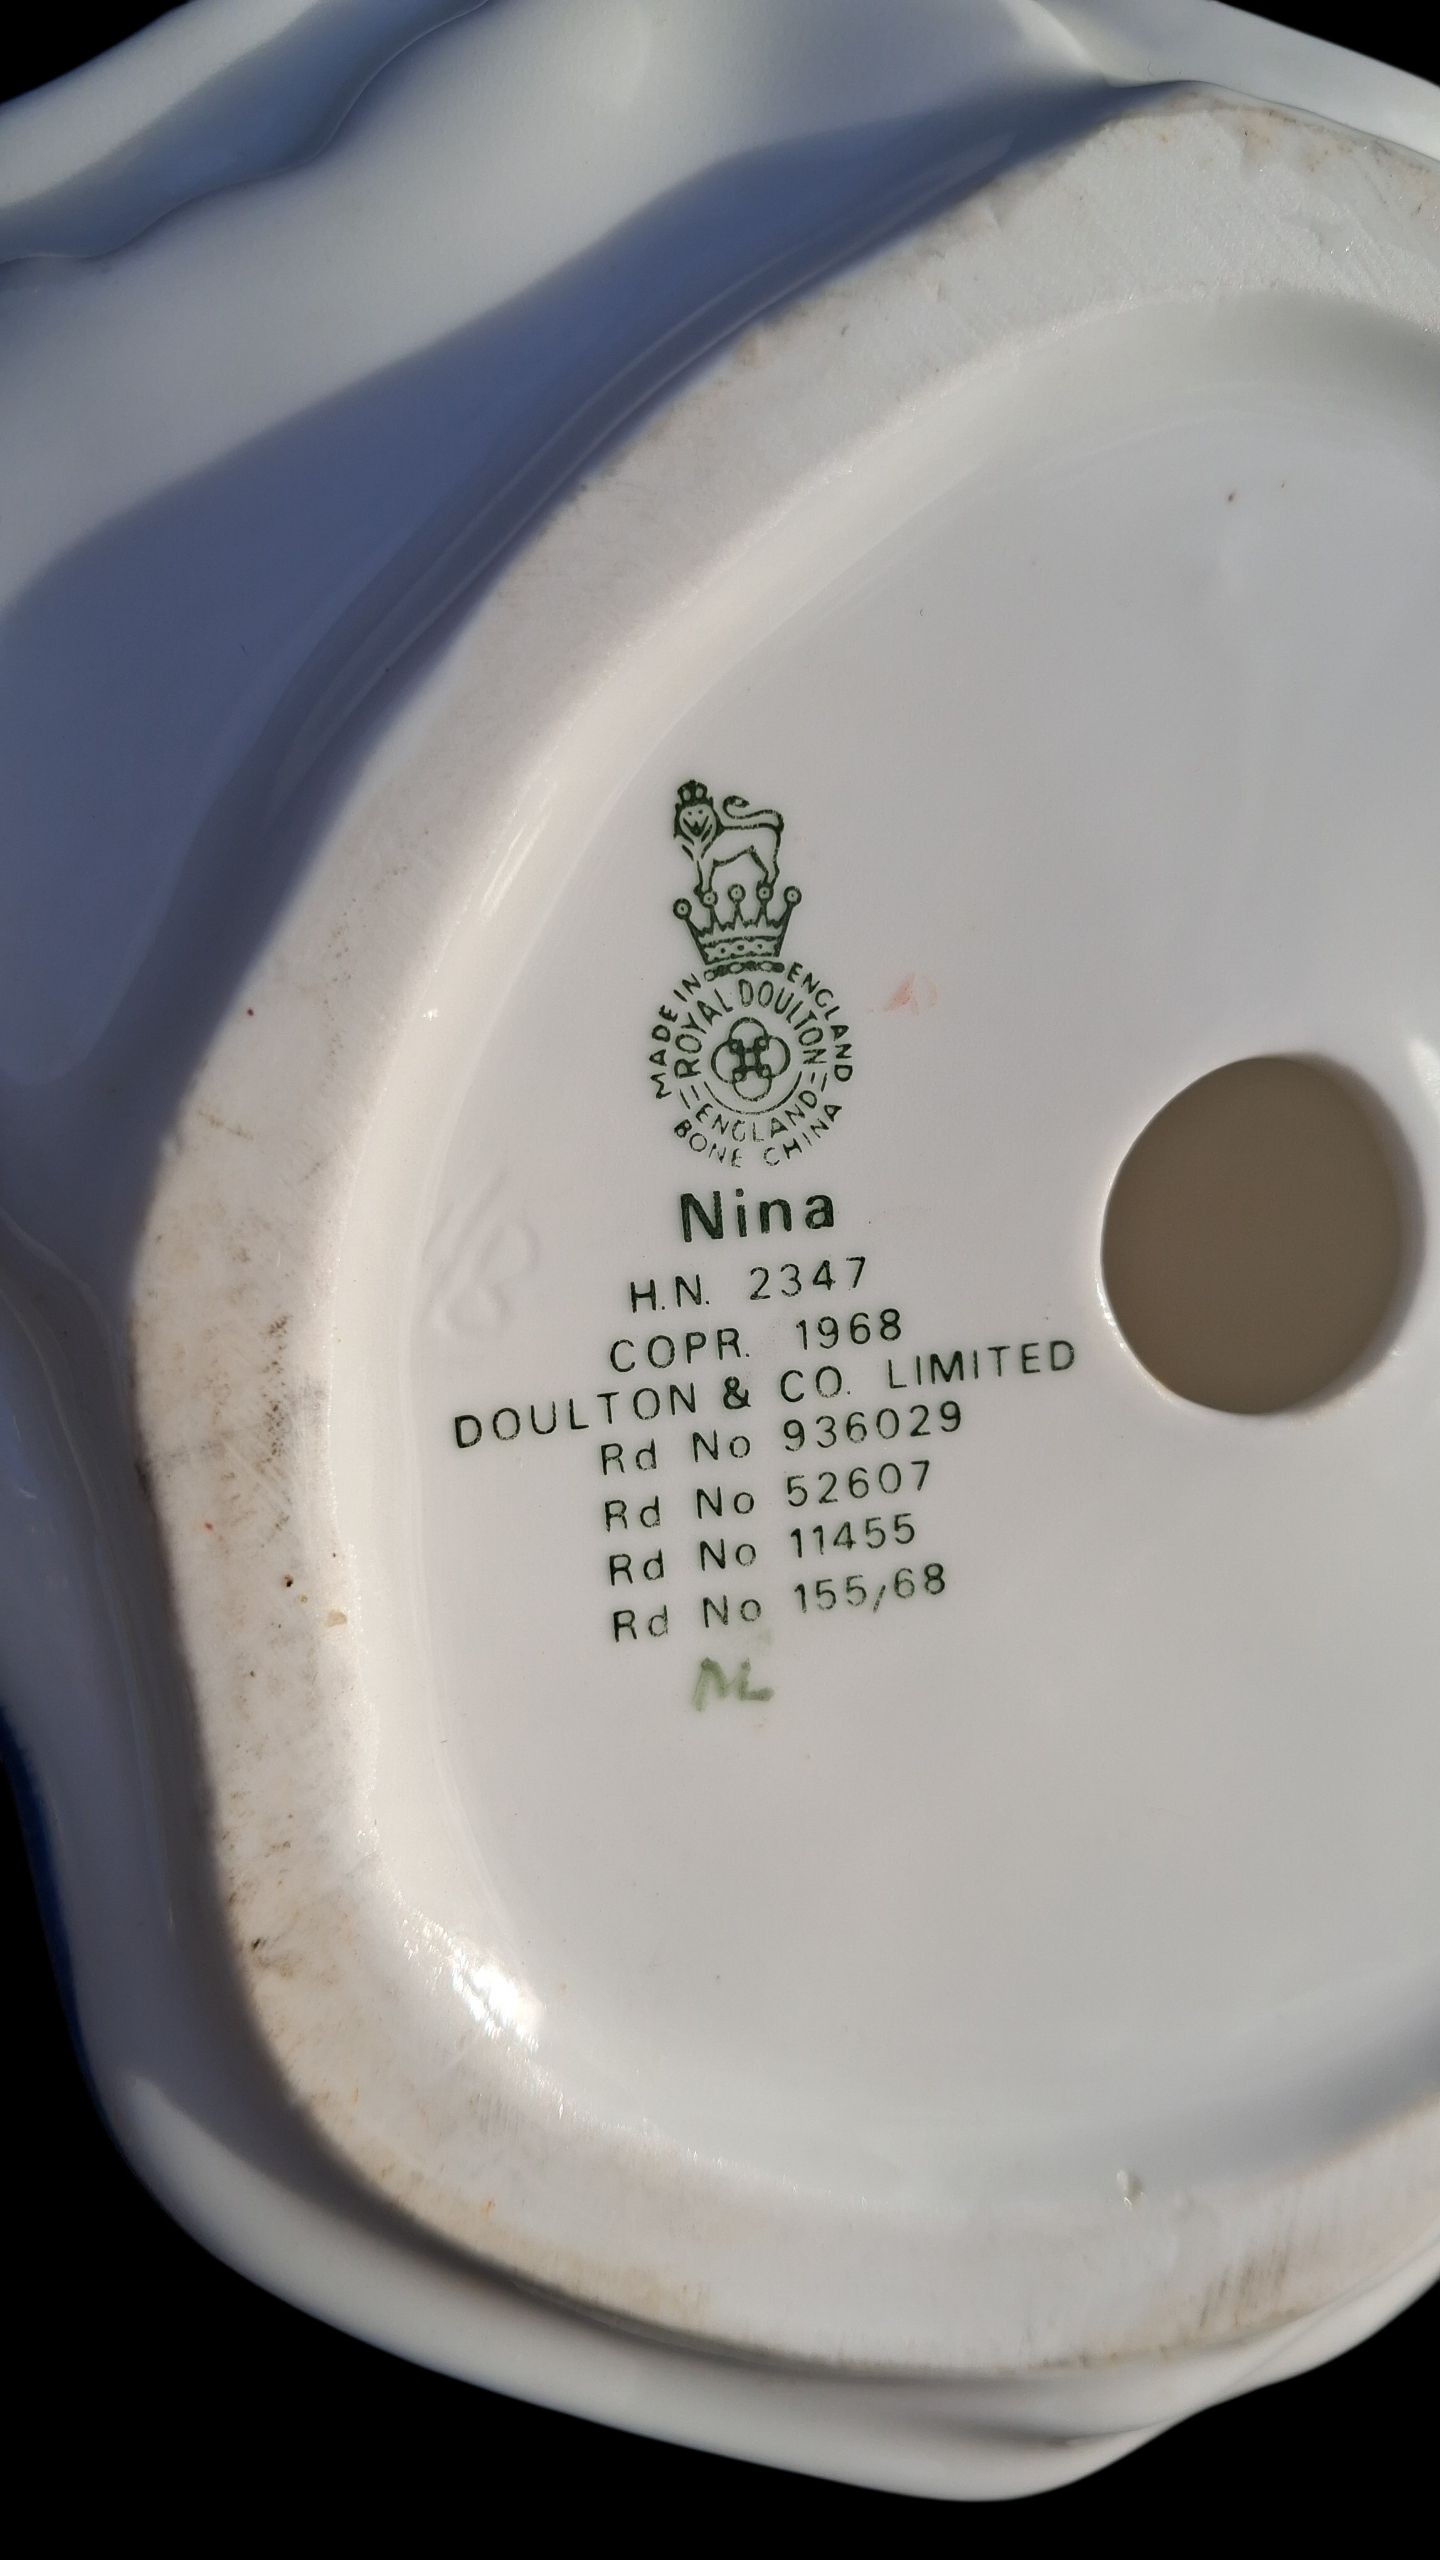 MADE IN ENGLAND
ROYAL DOULTON
ENGLAND
BONE CHINA
Nina
H.N. 2347
COPR. 1968
DOULTON & CO. LIMITED
Rd No 936029
Rd No 52607
Rd No 11455
Rd No 155/68